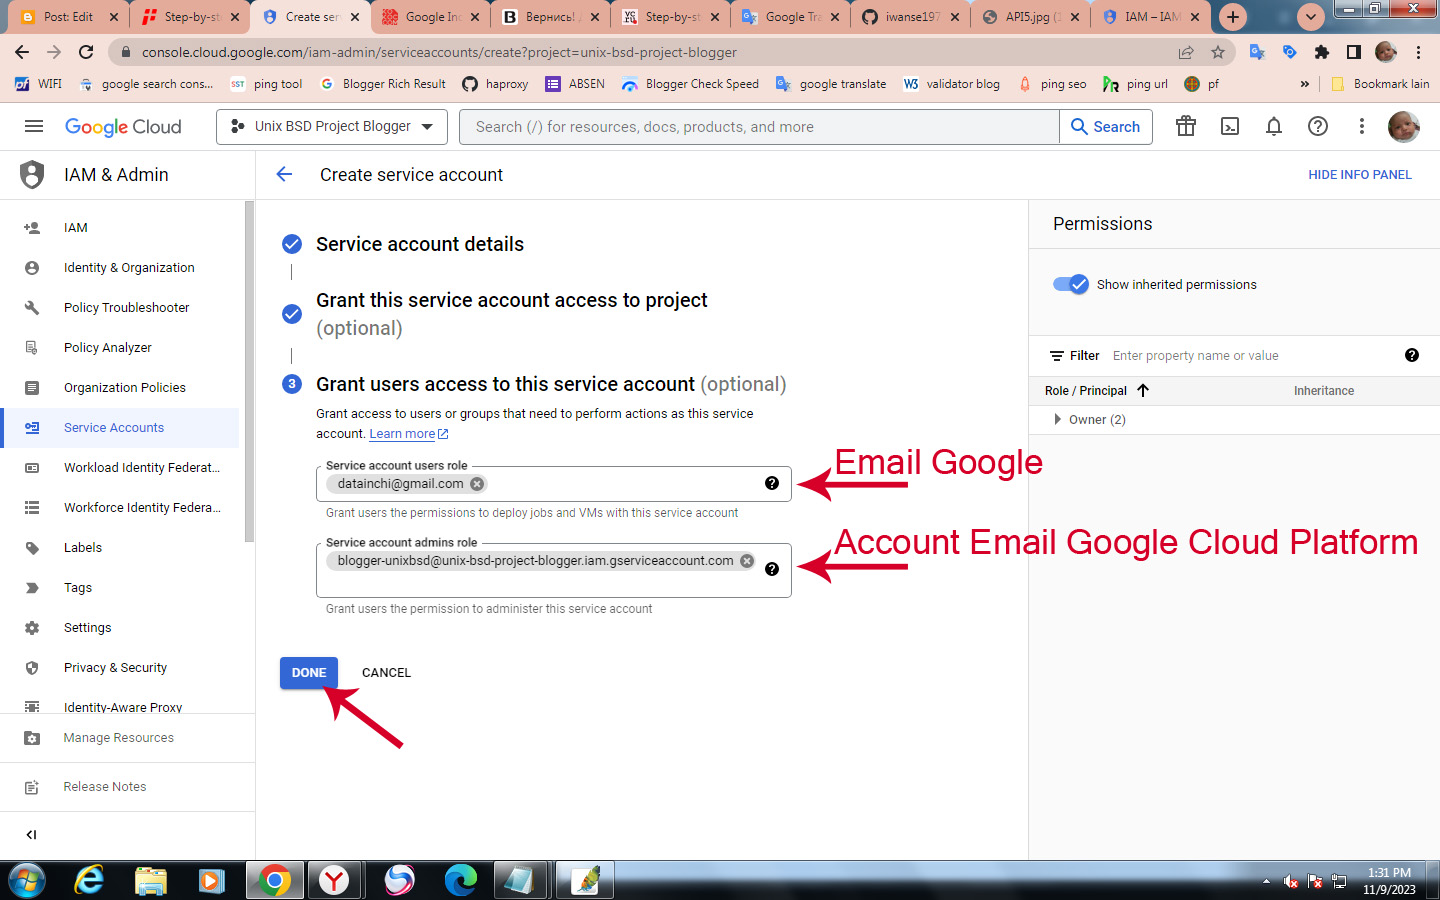 Post: Edit
Step-by-st
Create serv
Google Ind
Вернись! Д
Step-by-st
Google Tra
iwanse197
API5.jpg (1
IAM – IAM
console.cloud.google.com/iam-admin/serviceaccounts/create?project=unix-bsd-project-blogger
WIFI
google search cons...
SST
ping tool
Blogger Rich Result
haproxy
ABSEN
Blogger Check Speed
google translate
W3
validator blog
ping seo
ping url
pf
»
Bookmark lain
Google Cloud
Unix BSD Project Blogger
Search (/) for resources, docs, products, and more
Search
IAM & Admin
Create service account
HIDE INFO PANEL
IAM
Identity & Organization
Policy Troubleshooter
Policy Analyzer
Organization Policies
Service Accounts
Workload Identity Federat...
Workforce Identity Federa...
Labels
Tags
Settings
Privacy & Security
Identity-Aware Proxy
Manage Resources
Release Notes
Service account details
Grant this service account access to project
(optional)
3 Grant users access to this service account (optional)
Grant access to users or groups that need to perform actions as this service
account. Learn more
Service account users role
datainchi@gmail.com
Grant users the permissions to deploy jobs and VMs with this service account
Service account admins role
blogger-unixbsd@unix-bsd-project-blogger.iam.gserviceaccount.com
Grant users the permission to administer this service account
DONE
CANCEL
Email Google
Account Email Google Cloud Platform
Permissions
Show inherited permissions
Filter Enter property name or value
Role / Principal
Inheritance
Owner (2)
1:31 PM
11/9/2023